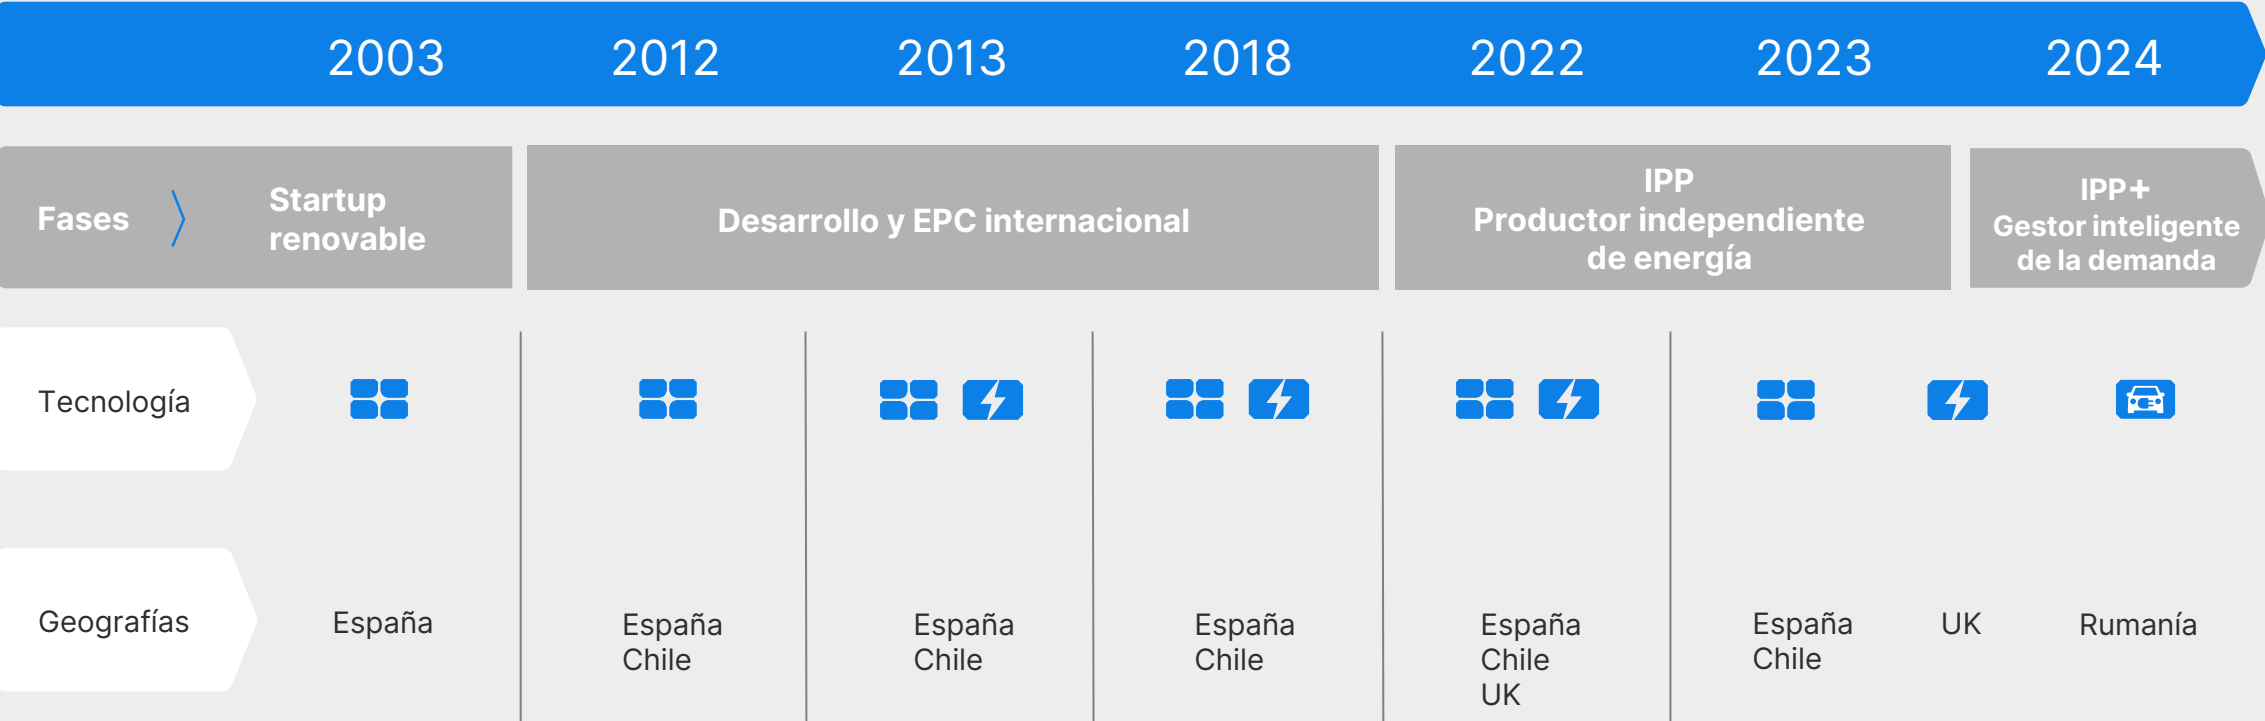 2003 2012 2013 2018 2022 2023 2024
Fases
Startup
renovable
Desarrollo y EPC internacional
IPP
Productor independiente
de energía
IPP+
Gestor inteligente
de la demanda
Tecnología
Geografías
España
España
Chile
España
Chile
España
Chile
España
Chile
UK
España
Chile
UK
Rumanía